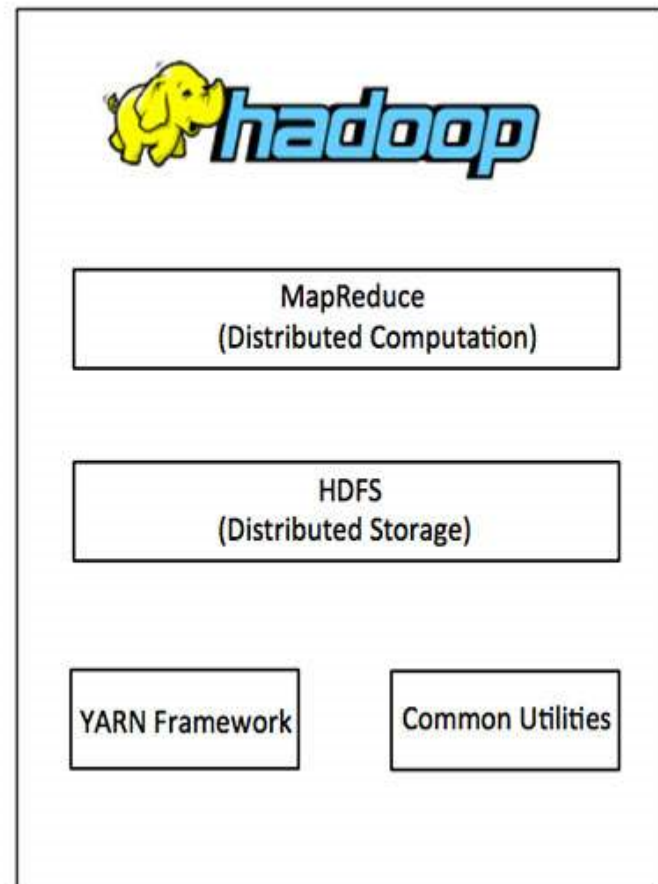 hadoop
MapReduce
(Distributed Computation)
HDFS
(Distributed Storage)
YARN Framework
Common Utilities